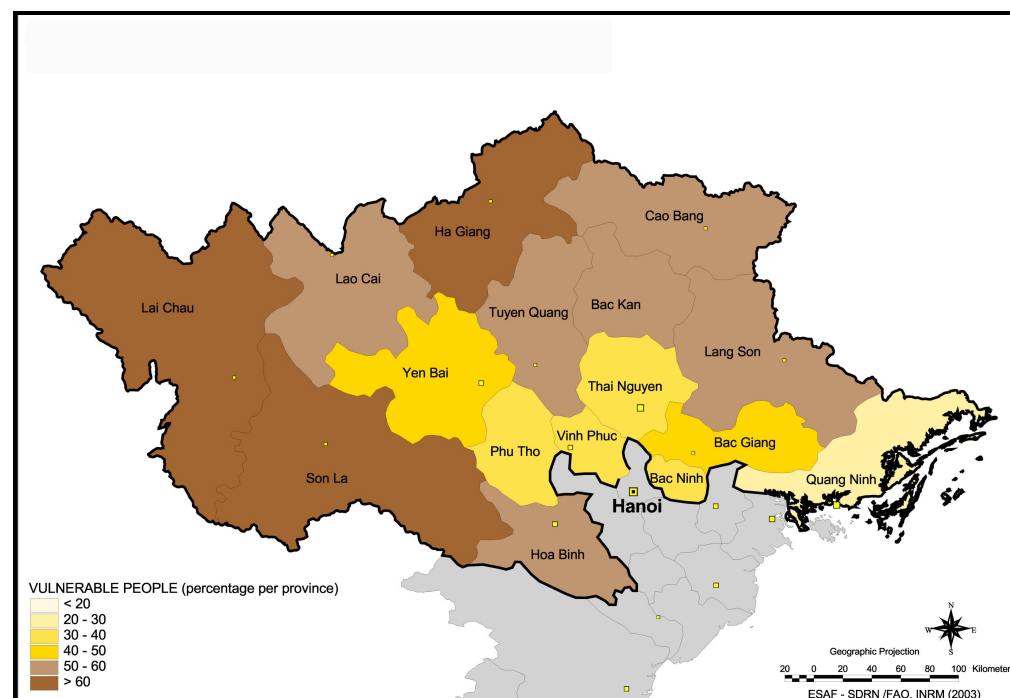 Cao Bang
Ha Giang
Lao Cai
Lai Chau
Bac Kan
Tuyen Quang
Lang Son
Yen Bai
Thai Nguyen
Vinh Phuc
Bac Giang
Phu Tho
Son La
Bac Ninh
Quang Ninh
Hanoi
Hoa Binh
VULNERABLE PEOPLE (percentage per province)
< 20
20 - 30
30 - 40
40 - 50
50 - 60
> 60
N
W E
S
Geographic Projection
20 0 20 40 60 80 100 Kilometer
ESAF - SDRN /FAO, INRM (2003)